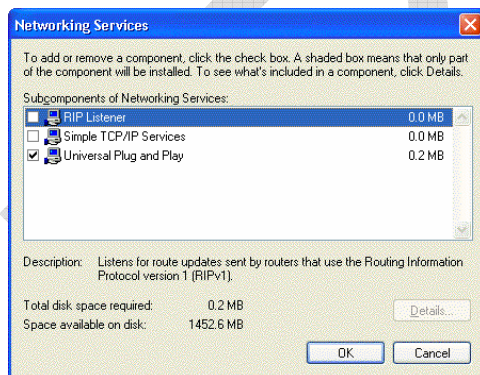 Networking Services
To add or remove a component, click the check box. A shaded box means that only part
of the component will be installed. To see what's included in a component, click Details.
Subcomponents of Networking Services:
RIP Listener 0.0 MB
Simple TCP/IP Services 0.0 MB
Universal Plug and Play 0.2 MB
Description: Listens for route updates sent by routers that use the Routing Information
Protocol version 1 (RIPv1).
Total disk space required: 0.2 MB
Space available on disk: 1452.6 MB
Details...
OK Cancel